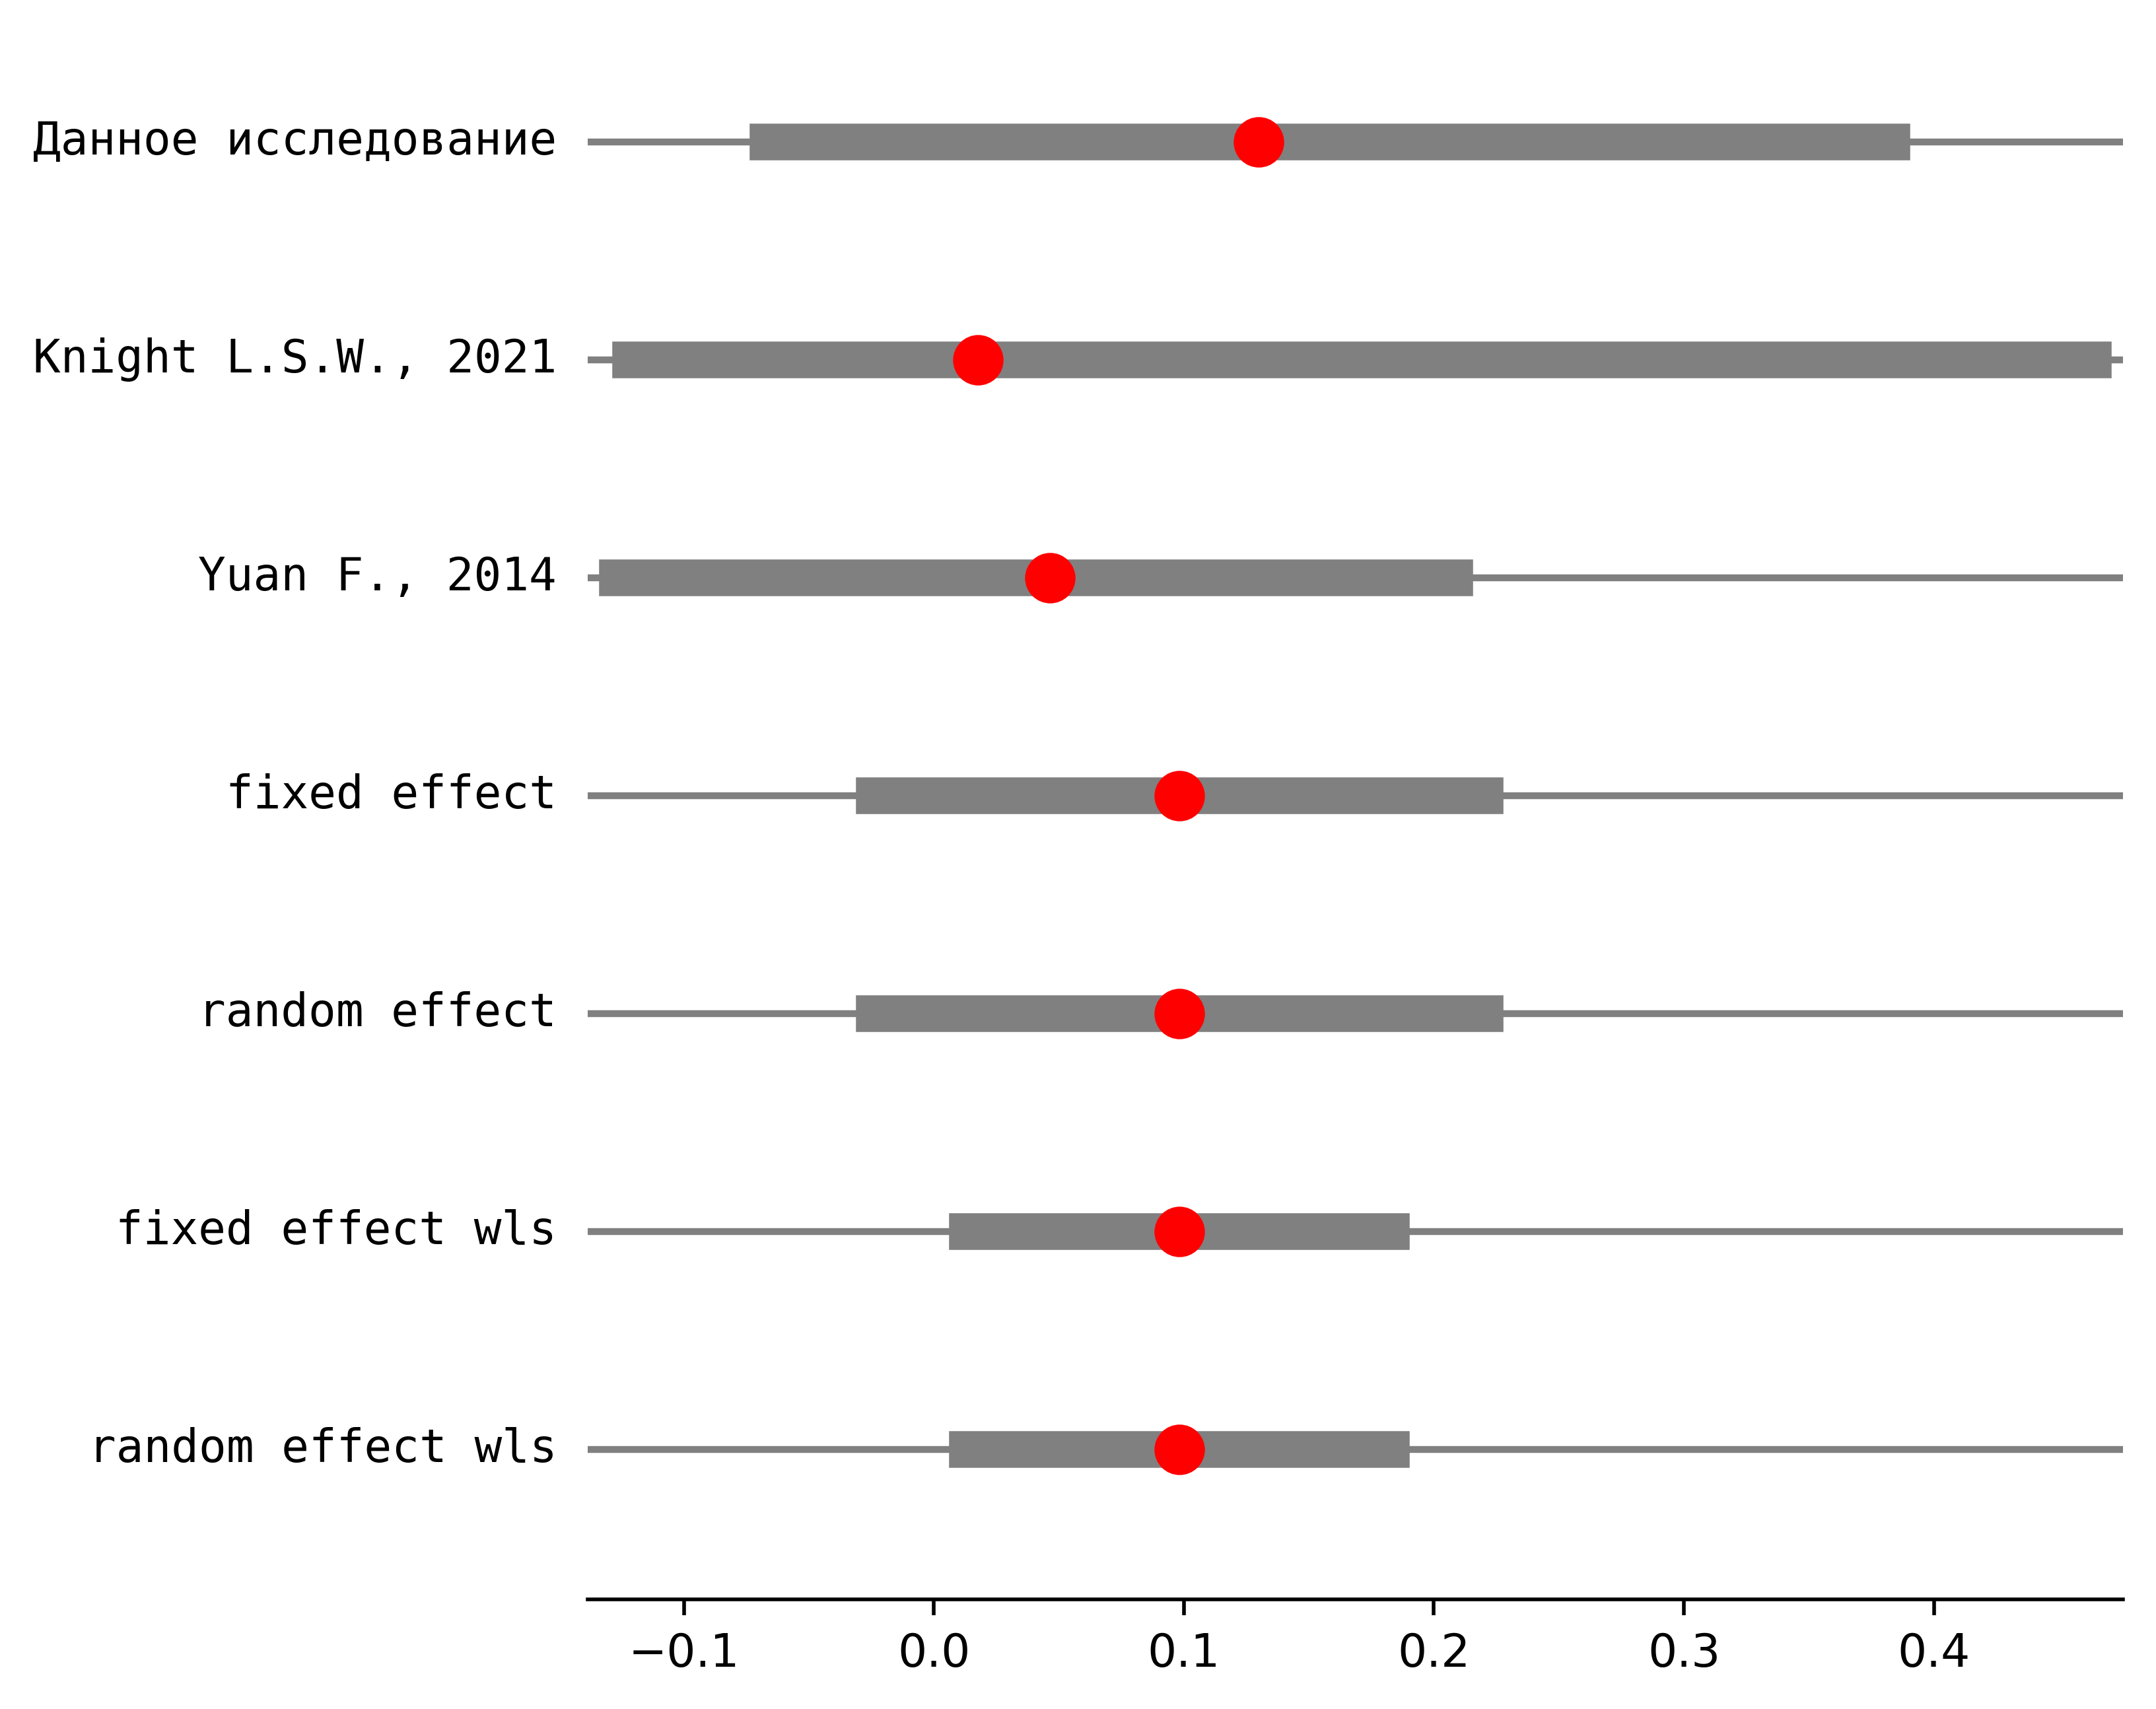 Данное исследование
Knight L.S.W., 2021
Yuan F., 2014
fixed effect
random effect
fixed effect wls
random effect wls
−0.1 0.0 0.1 0.2 0.3 0.4